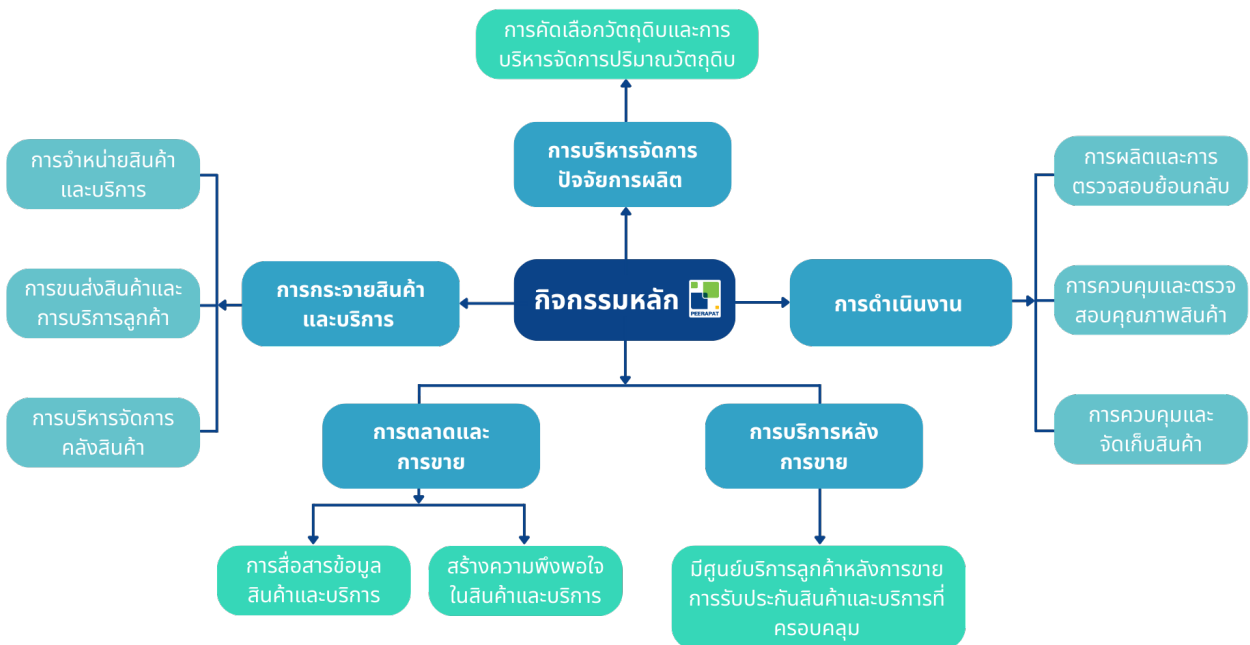 การคัดเลือกวัตถุดิบและการ
บริหารจัดการปริมาณวัตถุดิบ
การบริหารจัดการ
ปัจจัยการผลิต
การจำหน่ายสินค้า
และบริการ
การขนส่งสินค้าและ
การบริการลูกค้า
การบริหารจัดการ
คลังสินค้า
การกระจายสินค้า
และบริการ
กิจกรรมหลัก
PEERAPAT
การดำเนินงาน
การผลิตและการ
ตรวจสอบย้อนกลับ
การควบคุมและตรวจ
สอบคุณภาพสินค้า
การควบคุมและ
จัดเก็บสินค้า
การตลาดและ
การขาย
การบริการหลัง
การขาย
การสื่อสารข้อมูล
สินค้าและบริการ
สร้างความพึงพอใจ
ในสินค้าและบริการ
มีศูนย์บริการลูกค้าหลังการขาย
การรับประกันสินค้าและบริการที่
ครอบคลุม